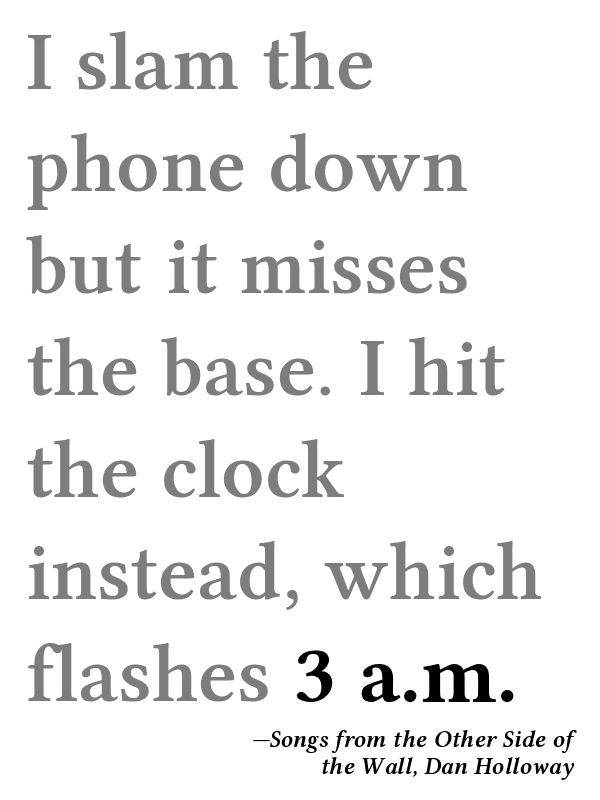 I slam the
phone down
but it misses
the base. I hit
the clock
instead, which
flashes 3 a.m.
—Songs from the Other Side of
the Wall, Dan Holloway